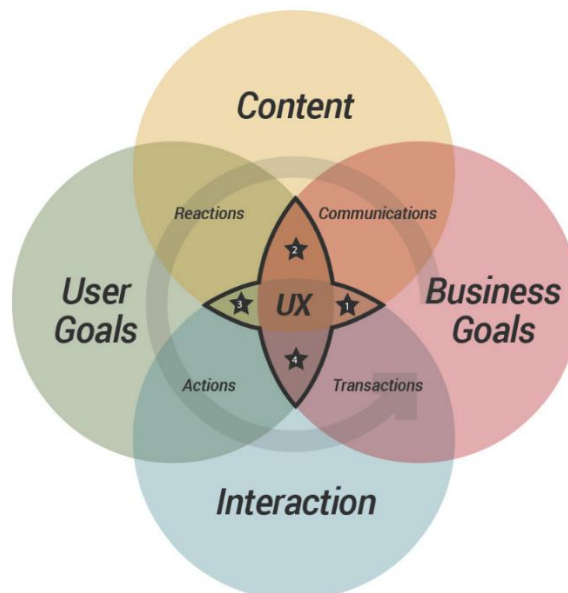 Content
Reactions
Communications
2
User
Goals
3
UX
1
Business
Goals
4
Actions
Transactions
Interaction